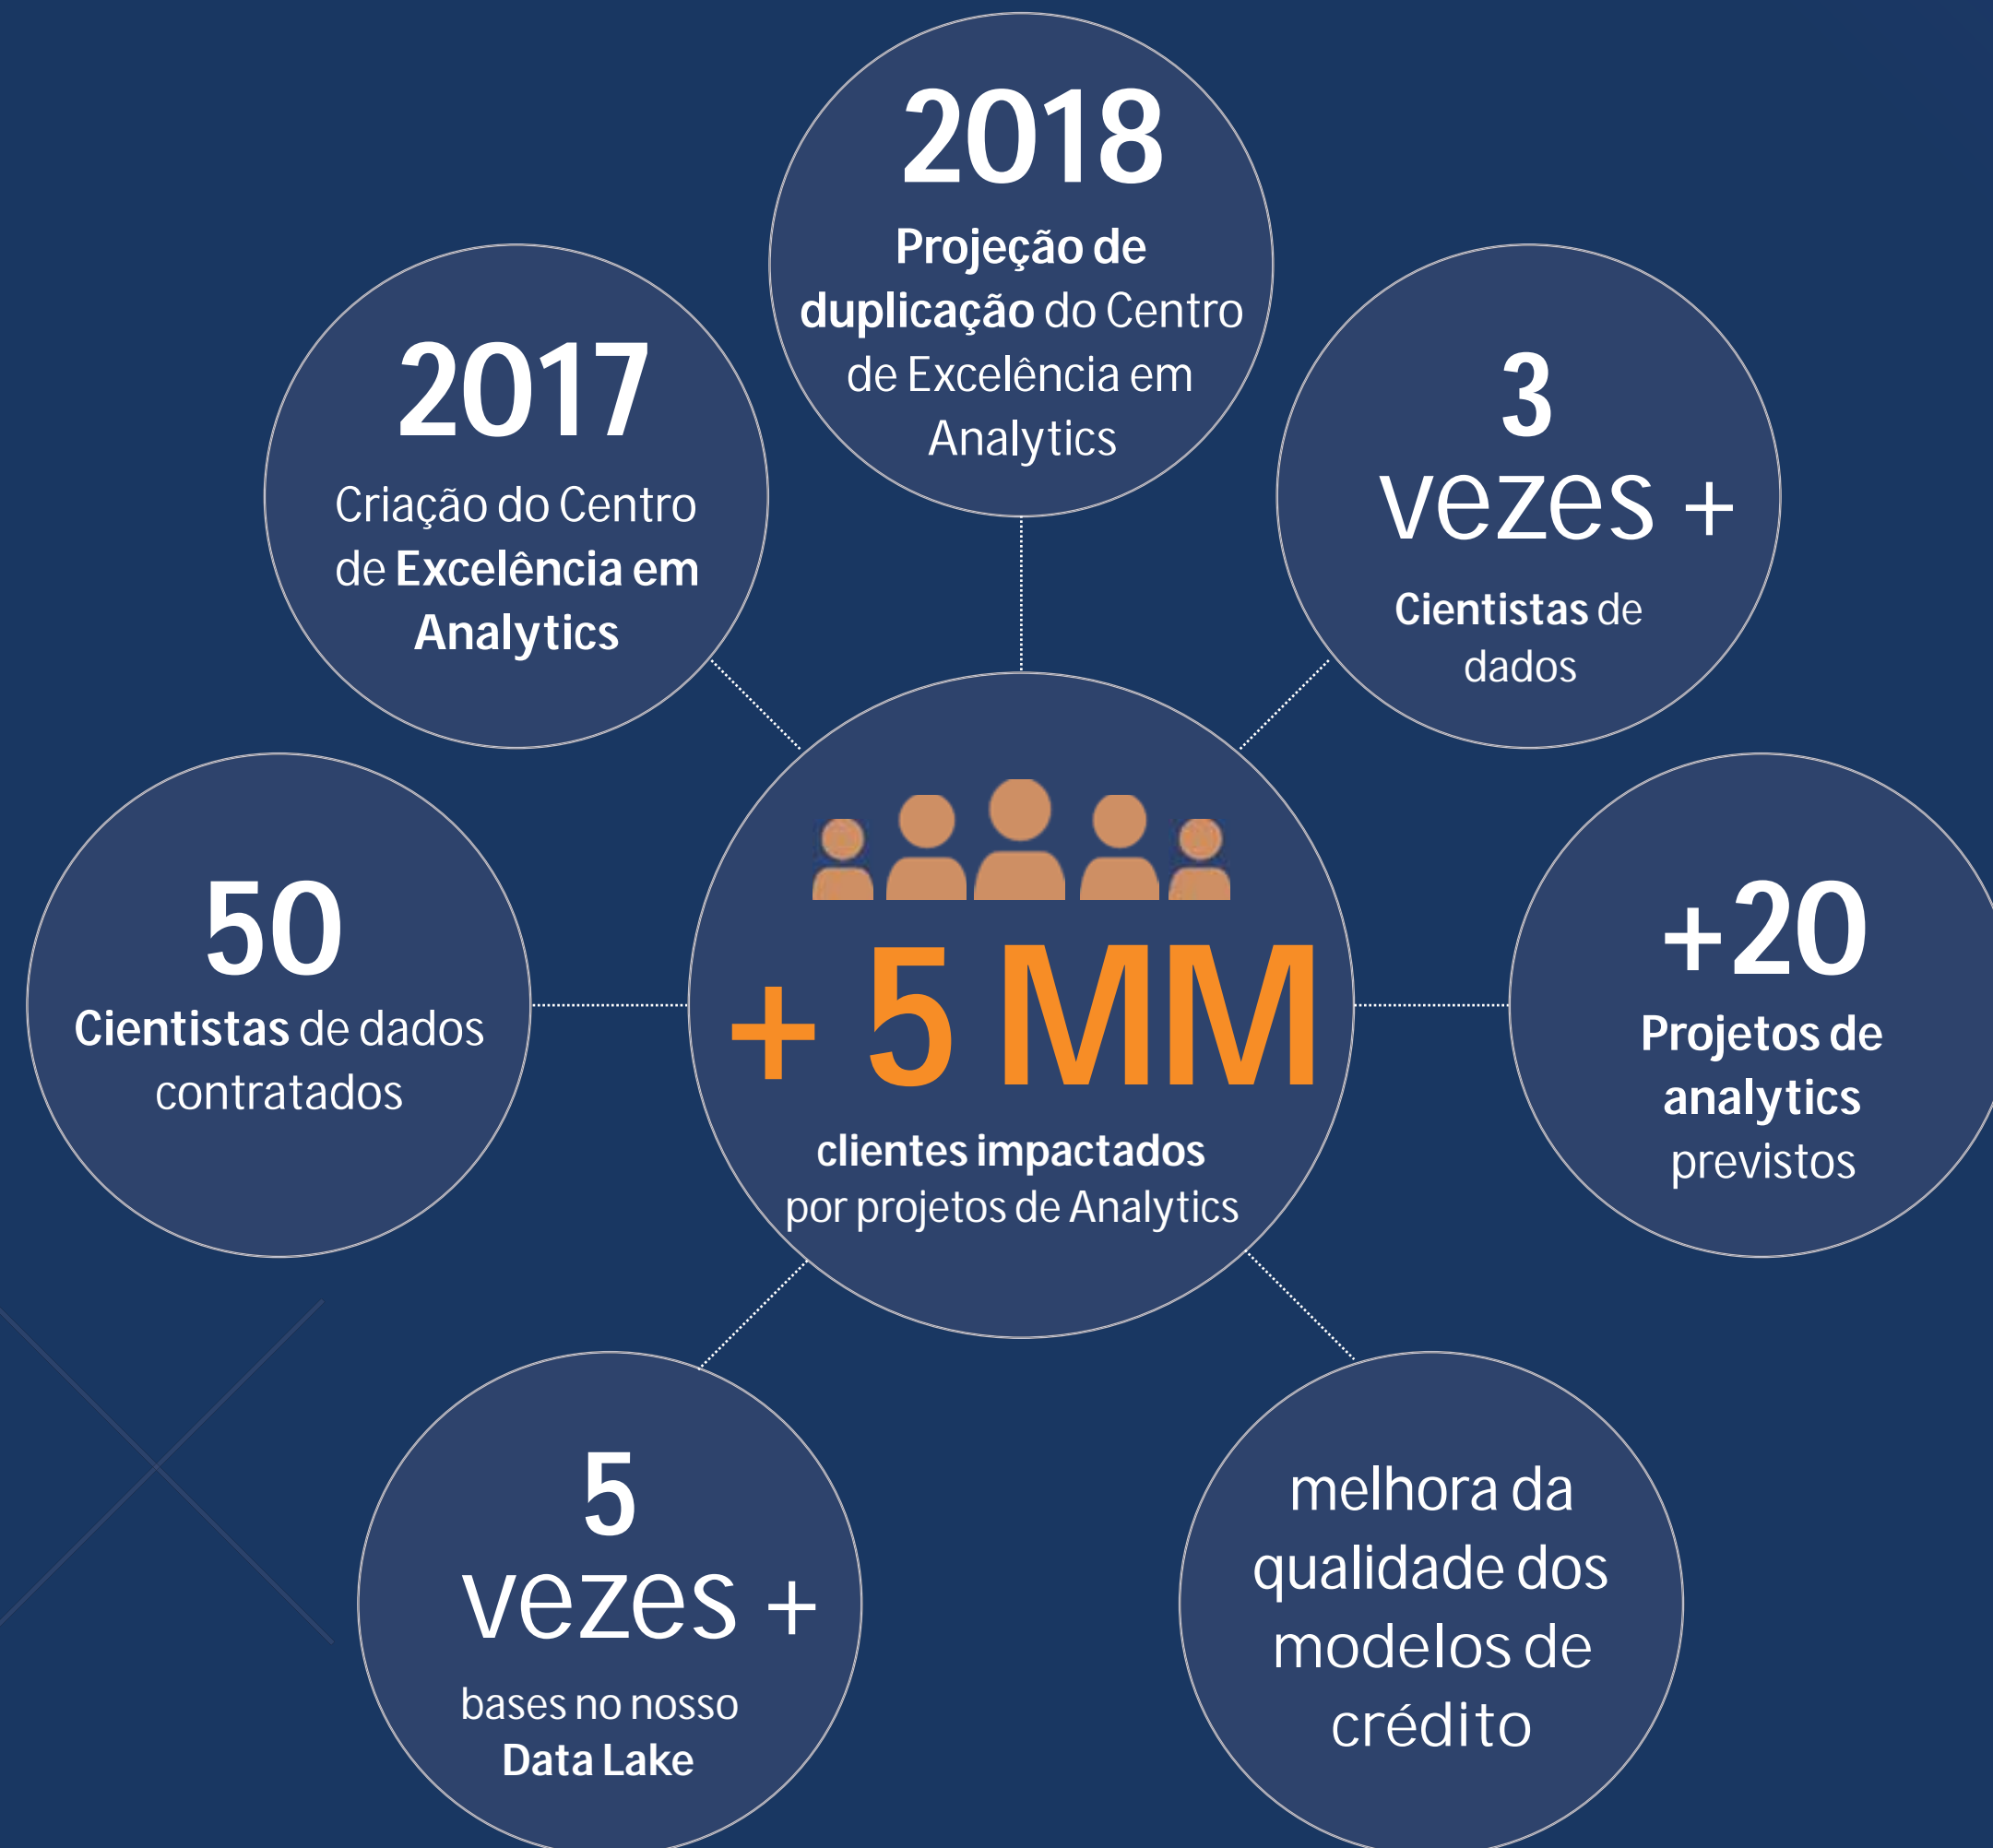 2018
Projeção de
duplicação do Centro
de Excelência em
Analytics
2017
Criação do Centro
de Excelência em
Analytics
3
vezes +
Cientistas de
dados
50
Cientistas de dados
contratados
+ 5 MM
clientes impactados
por projetos de Analytics
+20
Projetos de
analytics
previstos
5
vezes +
bases no nosso
Data Lake
melhora da
qualidade dos
modelos de
crédito